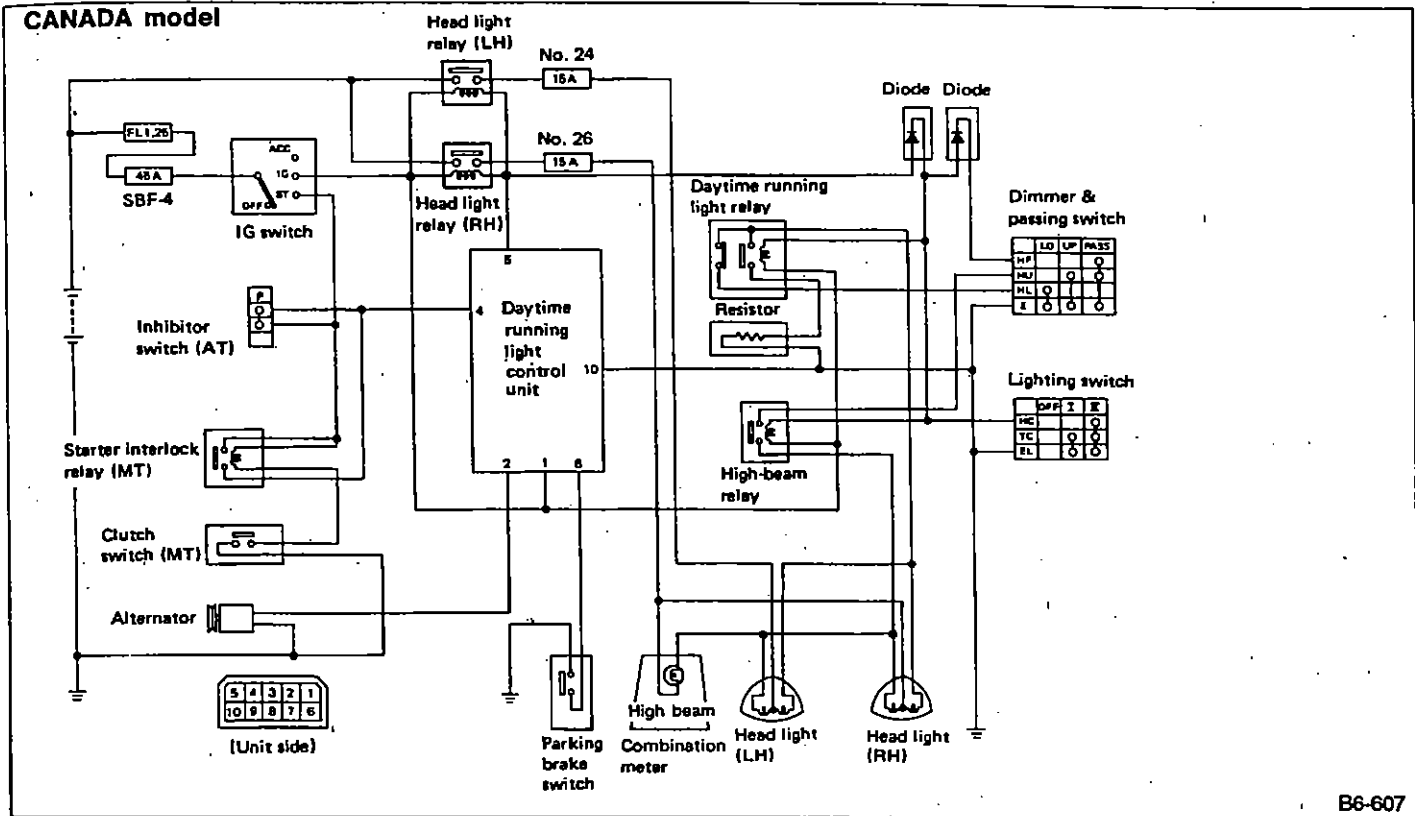 CANADA model
Head light
relay (LH)
No. 24
15A
Diode Diode
FL1.25
45A
SBF-4
ACC
IG
ST
OFF
IG switch
No. 26
15A
Head light
relay (RH)
Daytime running
light relay
Dimmer &
passing switch
LO UP PASS
HP
HU
HL
E
5
4
Daytime
running
light
control
unit
10
2 1 6
P
Inhibitor
switch (AT)
Resistor
Lighting switch
OFF I II
HC
TC
EL
Starter interlock
relay (MT)
High-beam
relay
Clutch
switch (MT)
Alternator
5 4 3 2 1
10 9 8 7 6
(Unit side)
Parking
brake
switch
High beam
Combination
meter
Head light
(LH)
Head light
(RH)
B6-607